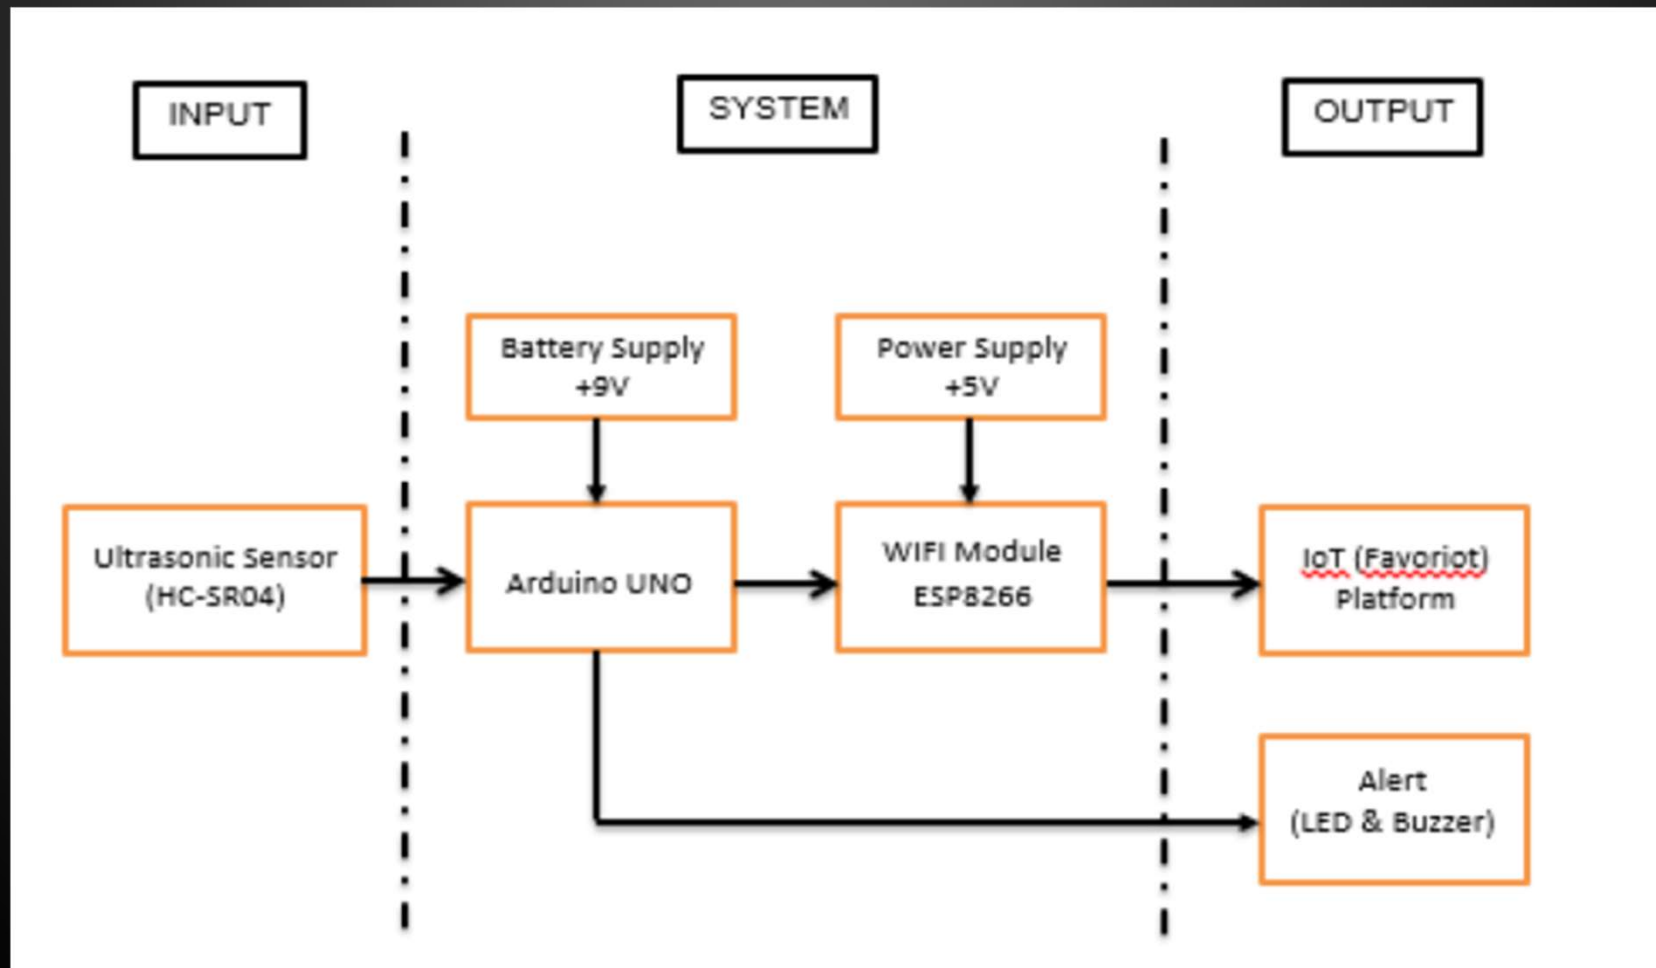 INPUT
SYSTEM
OUTPUT
Battery Supply
+9V
Power Supply
+5V
Ultrasonic Sensor
(HC-SR04)
Arduino UNO
WIFI Module
ESP8266
IoT (Favoriot)
Platform
Alert
(LED & Buzzer)